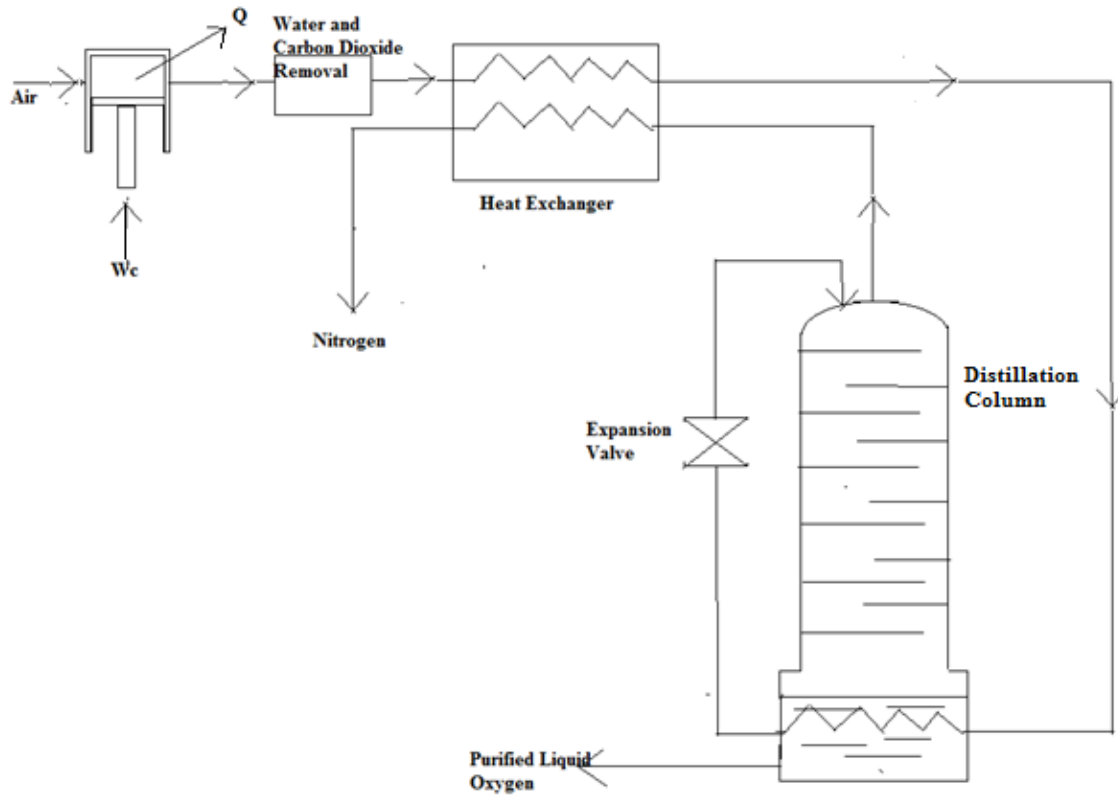 Q
Water and
Carbon Dioxide
Removal
Air
Heat Exchanger
Wc
Nitrogen
Distillation
Column
Expansion
Valve
Purified Liquid
Oxygen